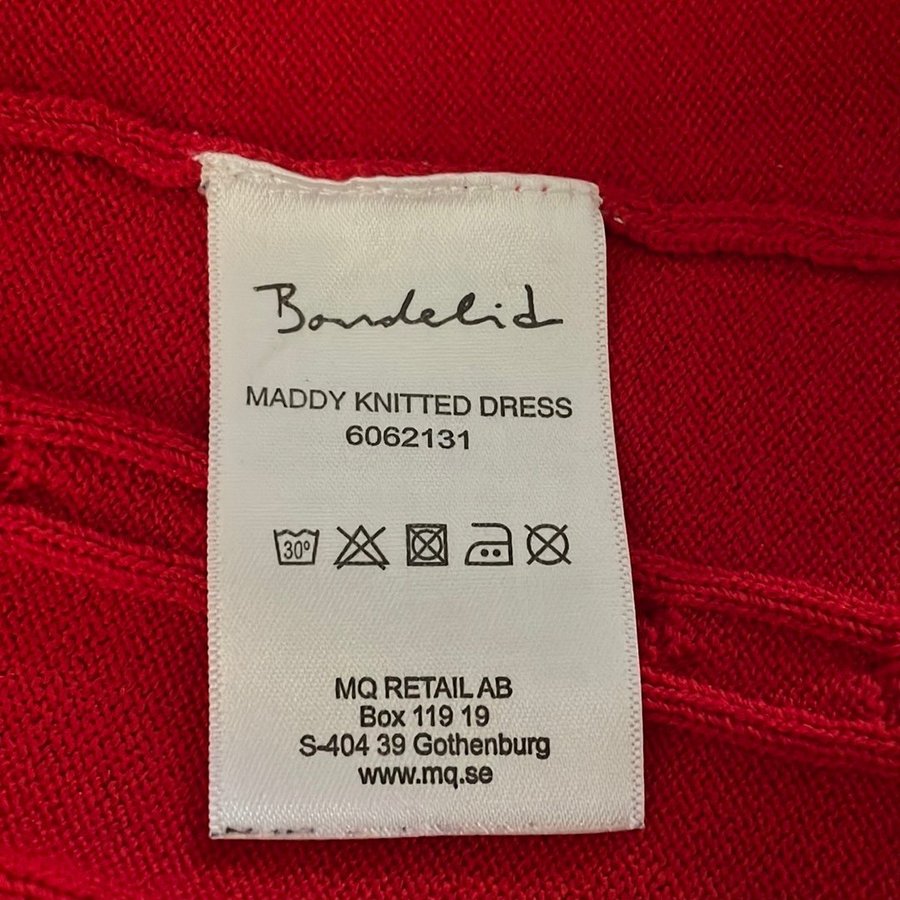 Bondelid
MADDY KNITTED DRESS
6062131
30°
MQ RETAIL AB
Box 119 19
S-404 39 Gothenburg
www.mq.se